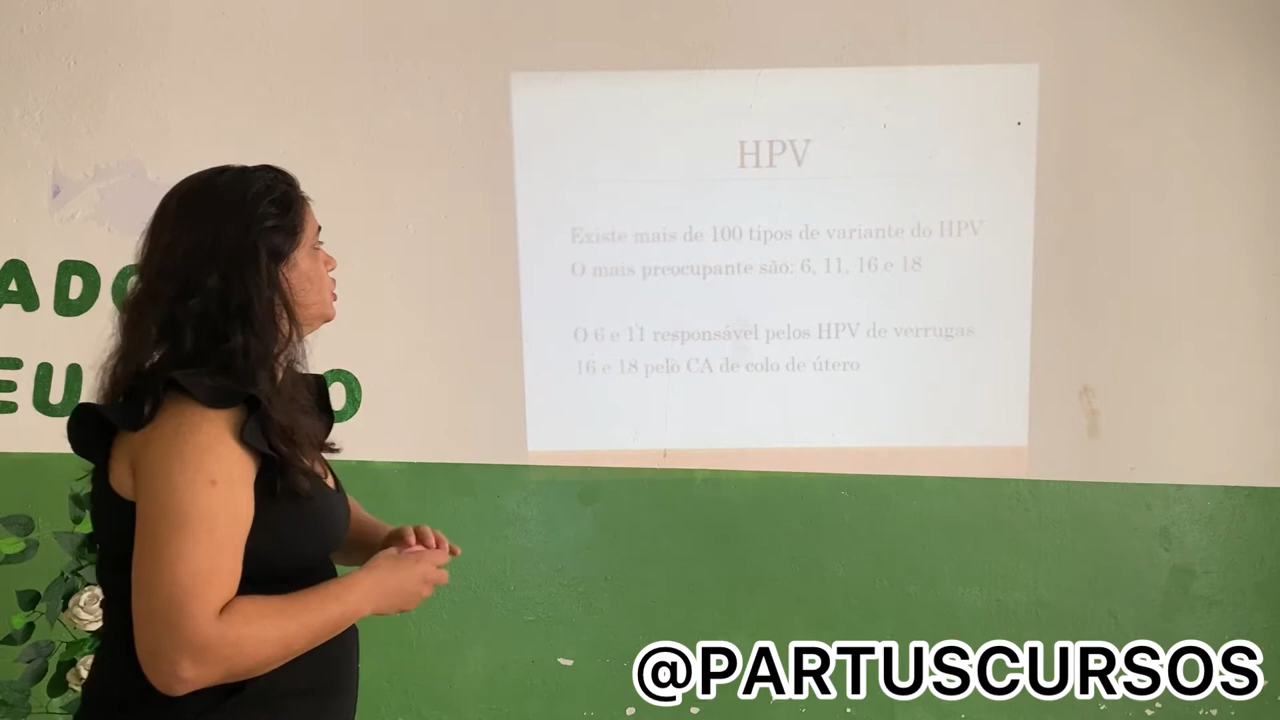 HPV
Existe mais de 100 tipos de variante do HPV
O mais preocupante são: 6, 11, 16 e 18
O 6 e 11 responsável pelos HPV de verrugas
16 e 18 pelo CA de colo de útero
EU
@PARTUSCURSOS